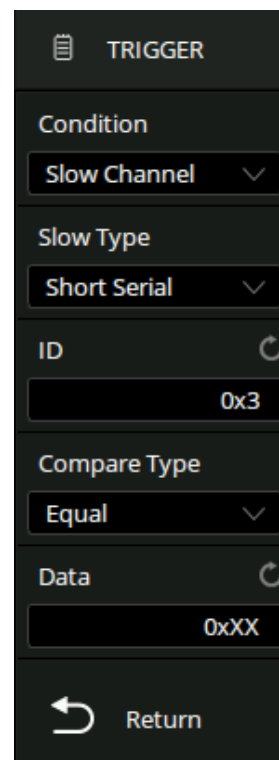 TRIGGER
Condition
Slow Channel
Slow Type
Short Serial
ID
0x3
Compare Type
Equal
Data
0xXX
Return